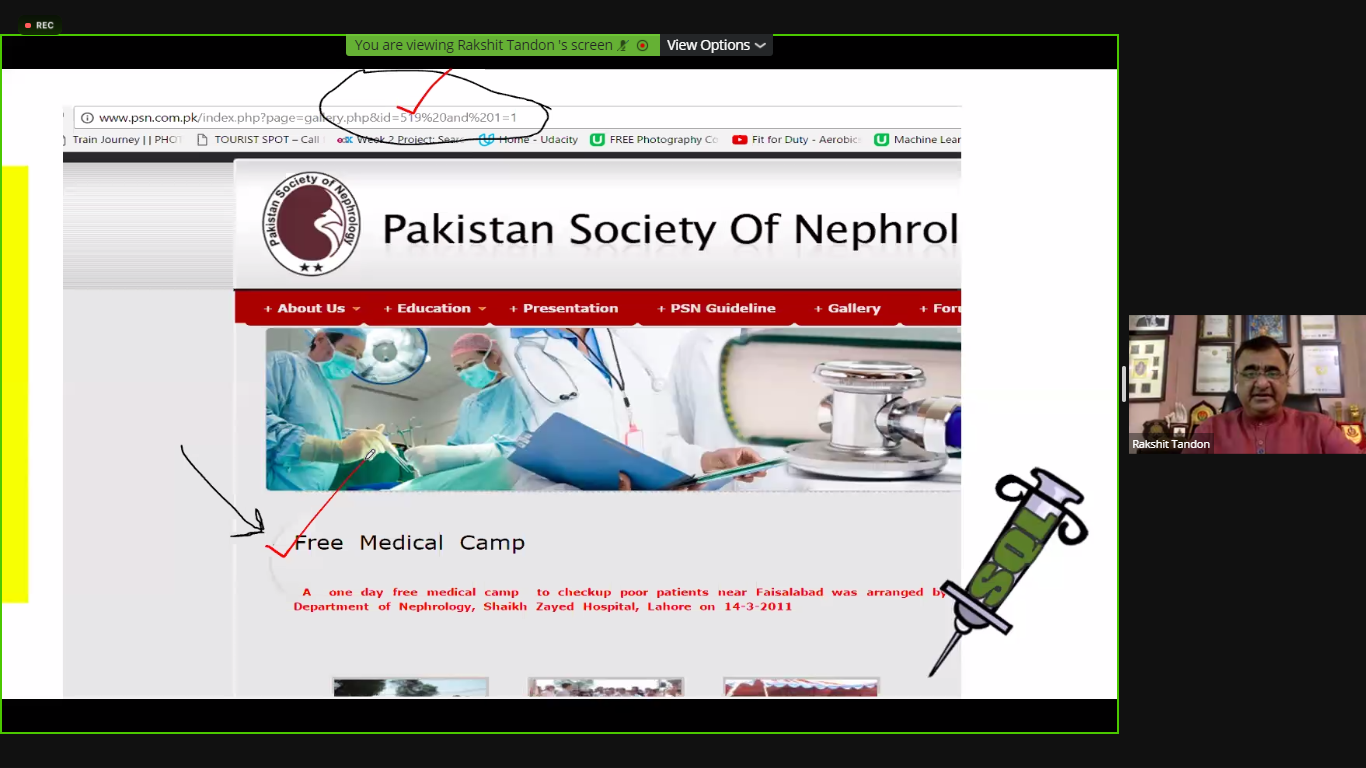 REC
You are viewing Rakshit Tandon 's screen
View Options
www.psn.com.pk/index.php?page=gallery.php&id=519%20and%201=1
Train Journey || PHOT
TOURIST SPOT – Call
Week 2 Project: Sear
Home - Udacity
FREE Photography Co
Fit for Duty - Aerobic
Machine Lear
Pakistan Society of Nephrology
Pakistan Society Of Nephrol
+ About Us
+ Education
+ Presentation
+ PSN Guideline
+ Gallery
+ For
Rakshit Tandon
SQL
Free Medical Camp
A one day free medical camp to checkup poor patients near Faisalabad was arranged by
Department of Nephrology, Shaikh Zayed Hospital, Lahore on 14-3-2011